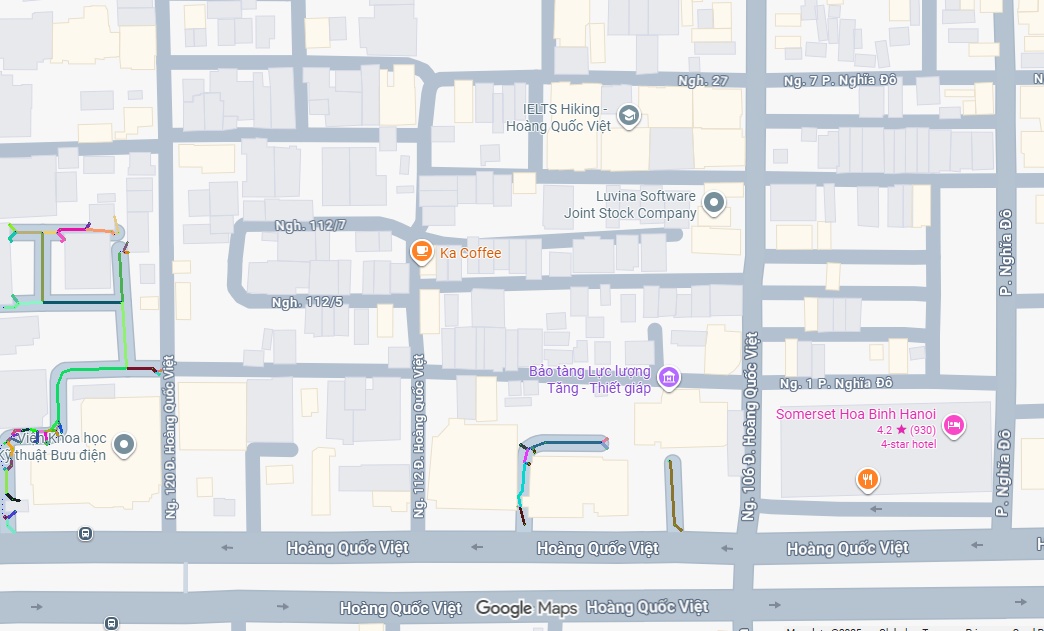 Ngh. 27
Ng. 7 P. Nghĩa Đô
IELTS Hiking -
Hoàng Quốc Việt
Luvina Software
Joint Stock Company
Ngh. 112/7
P. Nghĩa Đô
Ka Coffee
Ngh. 112/5
Bảo tàng Lực lượng
Tăng - Thiết giáp
Ng. 1 P. Nghĩa Đô
Ng. 120 Đ. Hoàng Quốc Việt
Ng. 112 Đ. Hoàng Quốc Việt
Ng. 106 Đ. Hoàng Quốc Việt
Somerset Hoa Binh Hanoi
4.2 ★ (930)
4-star hotel
Viện Khoa học
Kỹ thuật Bưu điện
P. Nghĩa Đô
Hoàng Quốc Việt
Hoàng Quốc Việt
Hoàng Quốc Việt
Hoàng Quốc Việt
Google Maps
Hoàng Quốc Việt